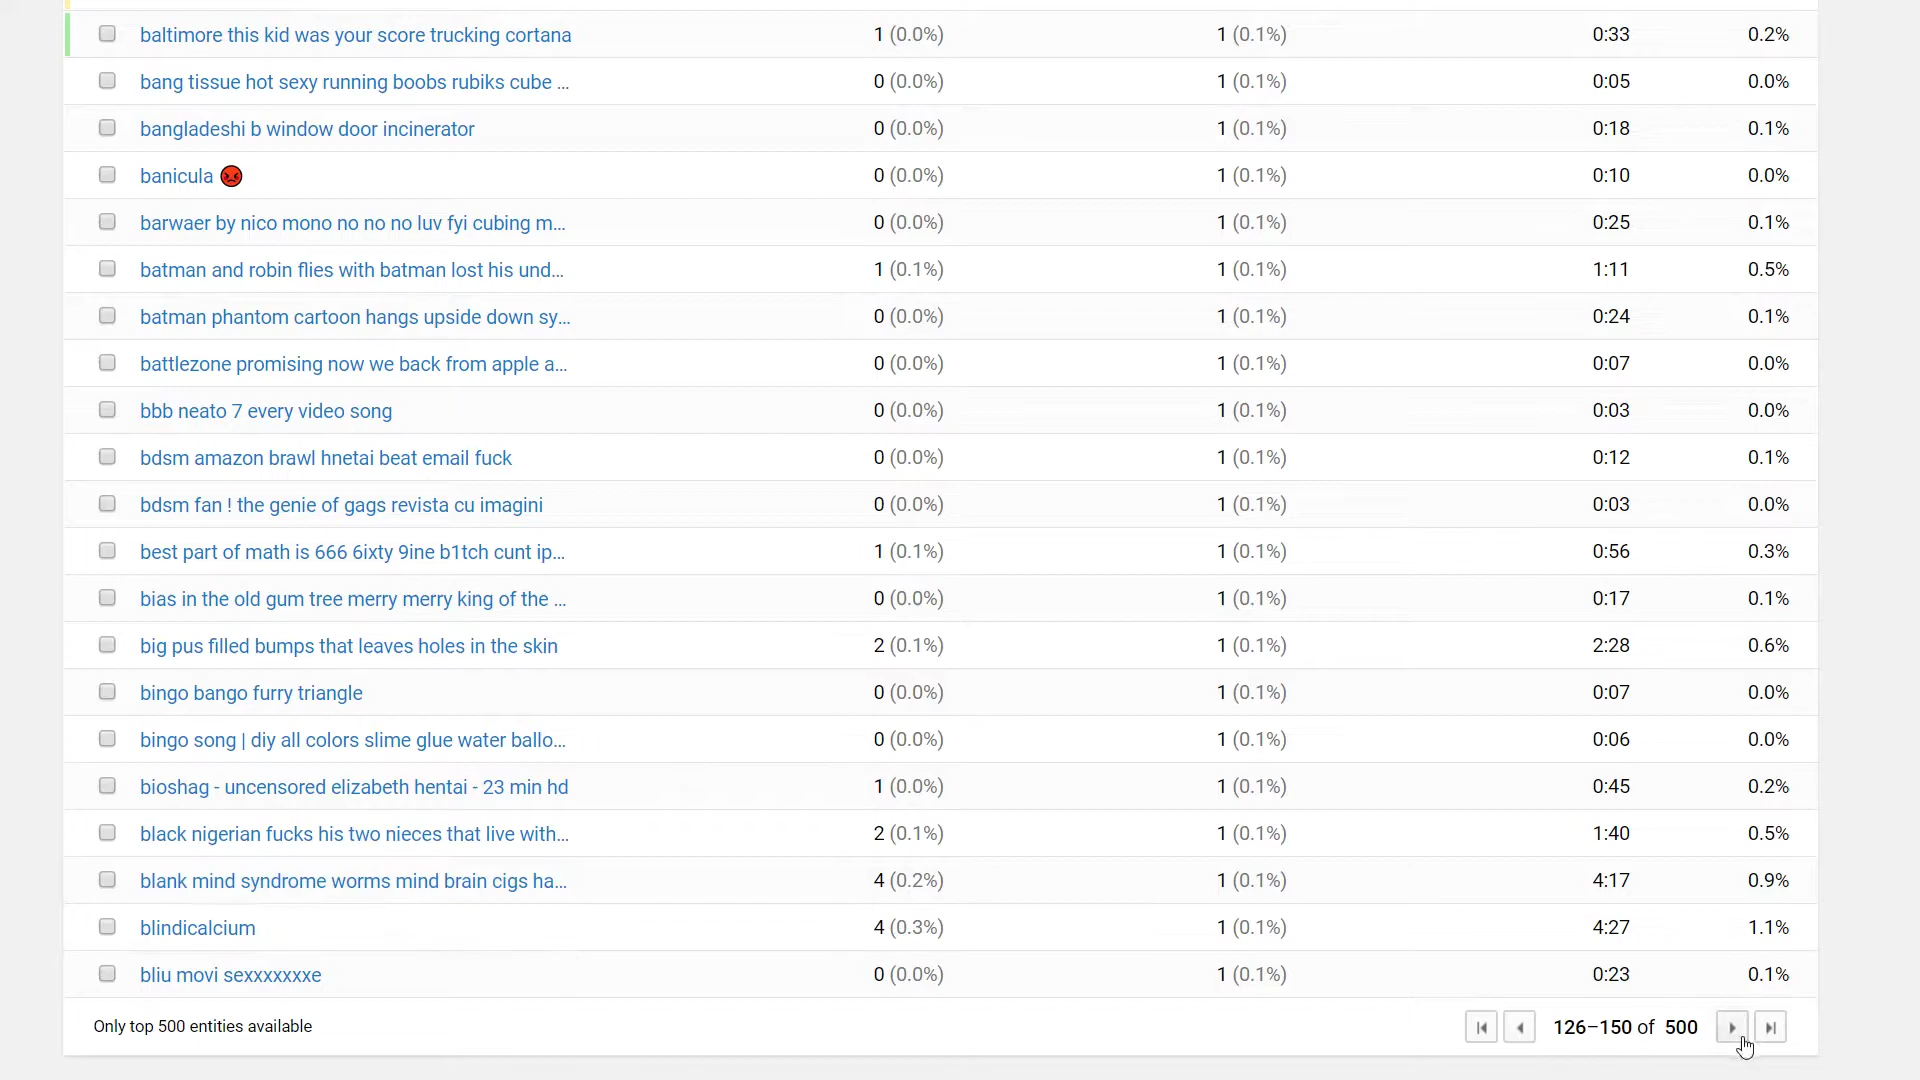 baltimore this kid was your score trucking cortana 1 (0.0%) 1 (0.1%) 0:33 0.2%
bang tissue hot sexy running boobs rubiks cube ... 0 (0.0%) 1 (0.1%) 0:05 0.0%
bangladeshi b window door incinerator 0 (0.0%) 1 (0.1%) 0:18 0.1%
banicula 😡 0 (0.0%) 1 (0.1%) 0:10 0.0%
barwaer by nico mono no no no luv fyi cubing m... 0 (0.0%) 1 (0.1%) 0:25 0.1%
batman and robin flies with batman lost his und... 1 (0.1%) 1 (0.1%) 1:11 0.5%
batman phantom cartoon hangs upside down sy... 0 (0.0%) 1 (0.1%) 0:24 0.1%
battlezone promising now we back from apple a... 0 (0.0%) 1 (0.1%) 0:07 0.0%
bbb neato 7 every video song 0 (0.0%) 1 (0.1%) 0:03 0.0%
bdsm amazon brawl hnetai beat email fuck 0 (0.0%) 1 (0.1%) 0:12 0.1%
bdsm fan ! the genie of gags revista cu imagini 0 (0.0%) 1 (0.1%) 0:03 0.0%
best part of math is 666 6ixty 9ine b1tch cunt ip... 1 (0.1%) 1 (0.1%) 0:56 0.3%
bias in the old gum tree merry merry king of the ... 0 (0.0%) 1 (0.1%) 0:17 0.1%
big pus filled bumps that leaves holes in the skin 2 (0.1%) 1 (0.1%) 2:28 0.6%
bingo bango furry triangle 0 (0.0%) 1 (0.1%) 0:07 0.0%
bingo song | diy all colors slime glue water ballo... 0 (0.0%) 1 (0.1%) 0:06 0.0%
bioshag - uncensored elizabeth hentai - 23 min hd 1 (0.0%) 1 (0.1%) 0:45 0.2%
black nigerian fucks his two nieces that live with... 2 (0.1%) 1 (0.1%) 1:40 0.5%
blank mind syndrome worms mind brain cigs ha... 4 (0.2%) 1 (0.1%) 4:17 0.9%
blindicalcium 4 (0.3%) 1 (0.1%) 4:27 1.1%
bliu movi sexxxxxxxe 0 (0.0%) 1 (0.1%) 0:23 0.1%
Only top 500 entities available 126–150 of 500